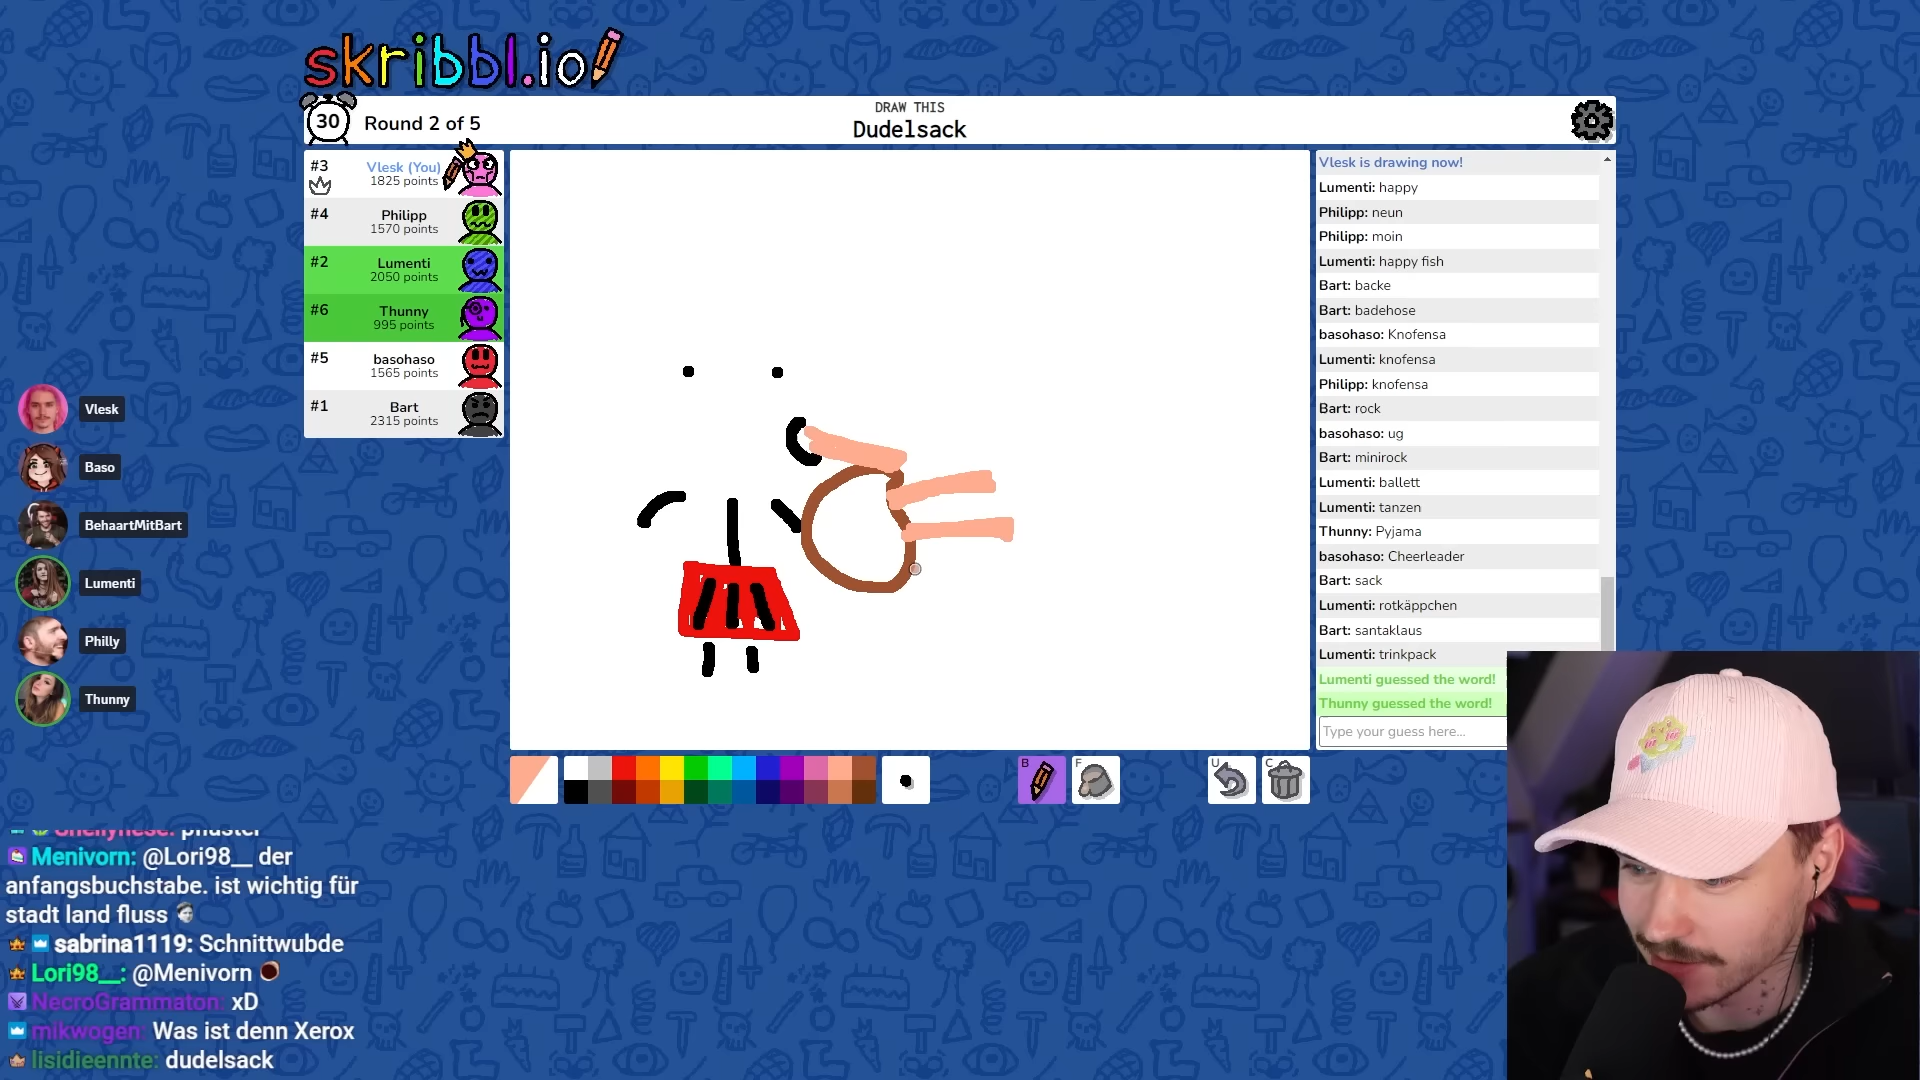 skribbl.io
30
Round 2 of 5
DRAW THIS
Dudelsack
#3
Vlesk (You)
1825 points
#4
Philipp
1570 points
#2
Lumenti
2050 points
#6
Thunny
995 points
#5
basohaso
1565 points
#1
Bart
2315 points
Vlesk is drawing now!
Lumenti: happy
Philipp: neun
Philipp: moin
Lumenti: happy fish
Bart: backe
Bart: badehose
basohaso: Knofensa
Lumenti: knofensa
Philipp: knofensa
Bart: rock
basohaso: ug
Bart: minirock
Lumenti: ballett
Lumenti: tanzen
Thunny: Pyjama
basohaso: Cheerleader
Bart: sack
Lumenti: rotkäppchen
Bart: santaklaus
Lumenti: trinkpack
Lumenti guessed the word!
Thunny guessed the word!
Type your guess here...
Vlesk
Baso
BehaartMitBart
Lumenti
Philly
Thunny
B
F
U
C
Menivorn: @Lori98__ der
anfangsbuchstabe. ist wichtig für
stadt land fluss
sabrina1119: Schnittwubde
Lori98__: @Menivorn
NecroGrammaton: xD
mikwogen: Was ist denn Xerox
lisidieennte: dudelsack